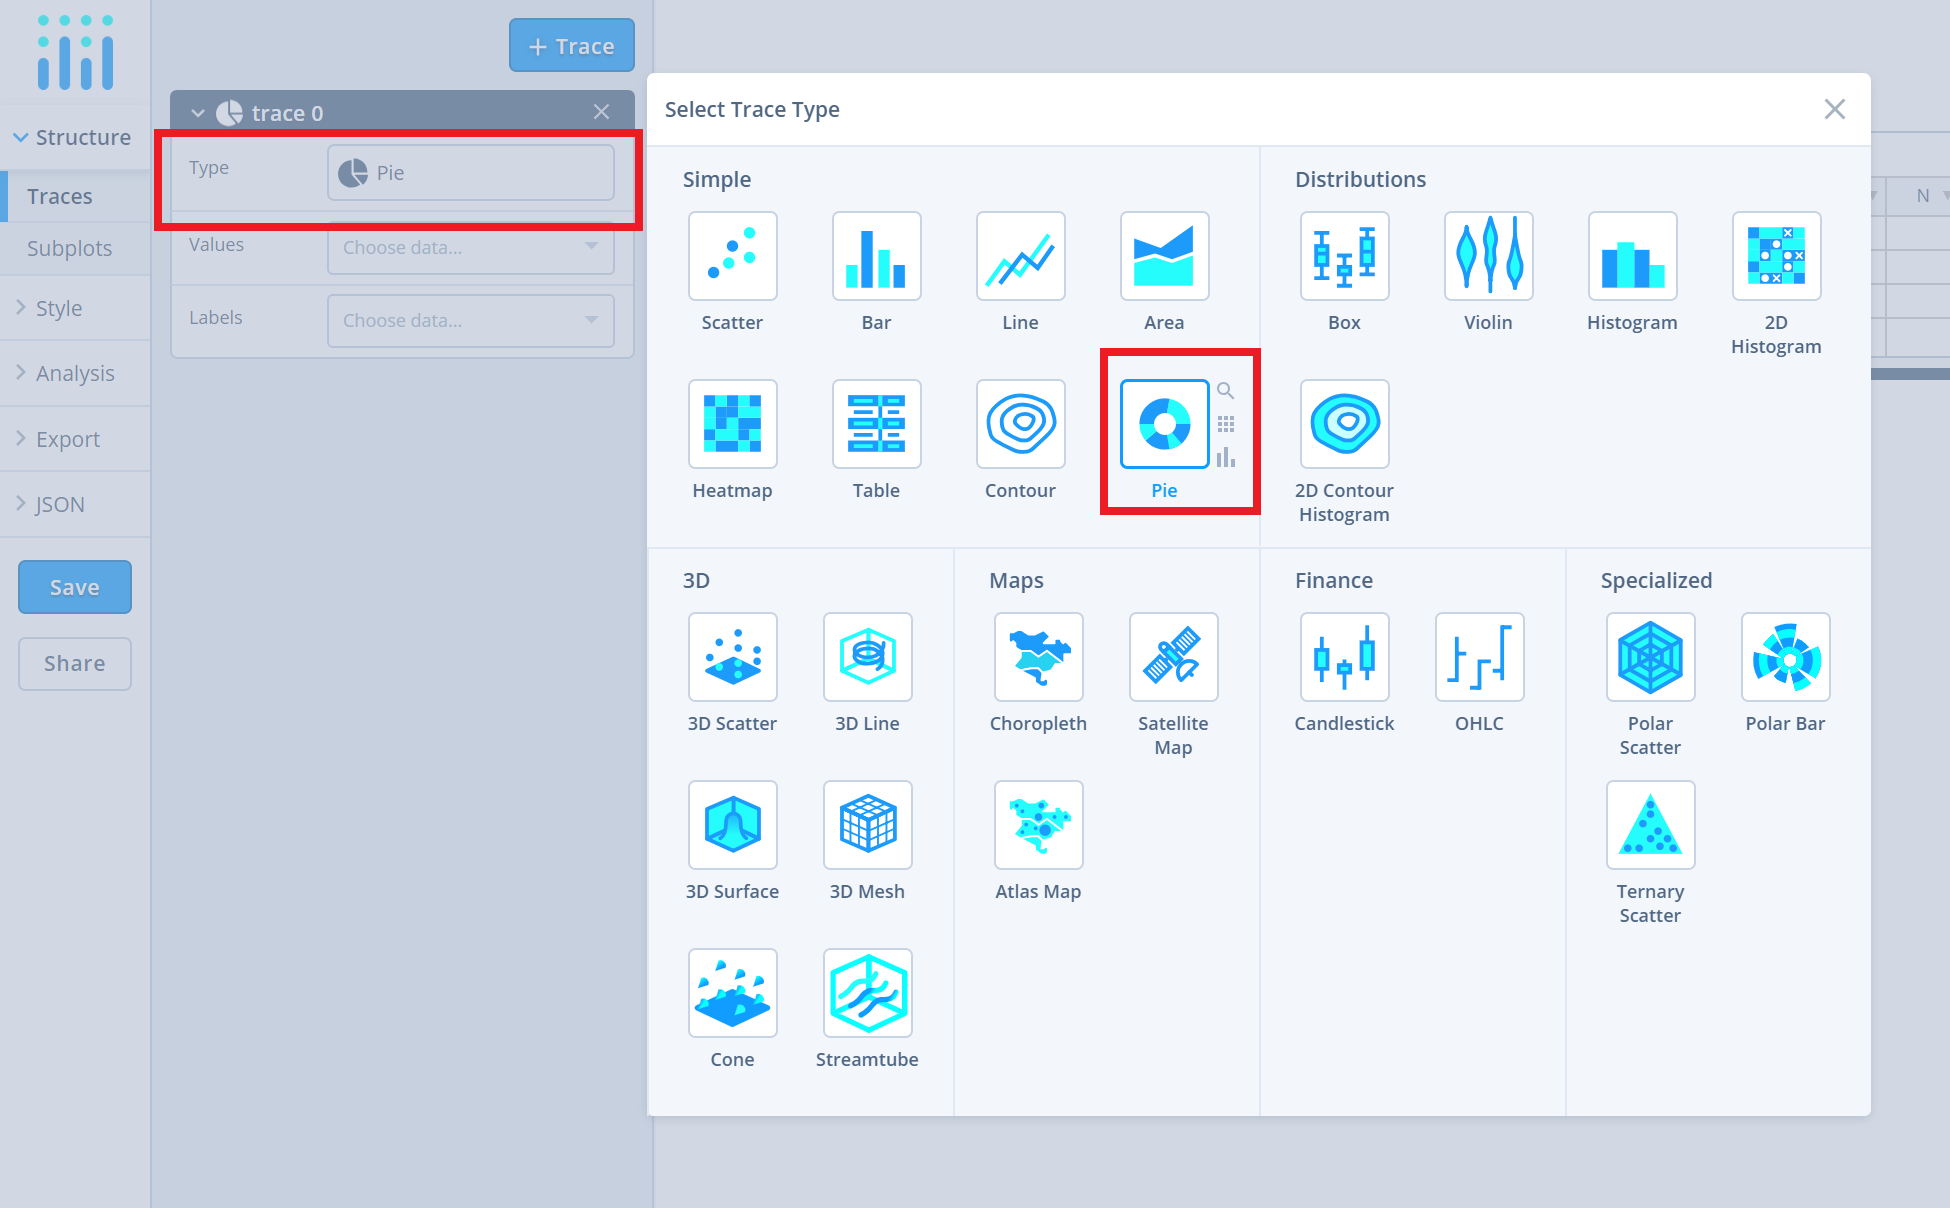 + Trace
trace 0
Structure
Type
Pie
Traces
Subplots
Values
Choose data...
Style
Labels
Choose data...
Analysis
Export
JSON
Save
Share
Select Trace Type
Simple
Scatter
Bar
Line
Area
Heatmap
Table
Contour
Pie
Distributions
Box
Violin
Histogram
2D
Histogram
2D Contour
Histogram
3D
3D Scatter
3D Line
3D Surface
3D Mesh
Cone
Streamtube
Maps
Choropleth
Satellite
Map
Atlas Map
Finance
Candlestick
OHLC
Specialized
Polar
Scatter
Polar Bar
Ternary
Scatter
N